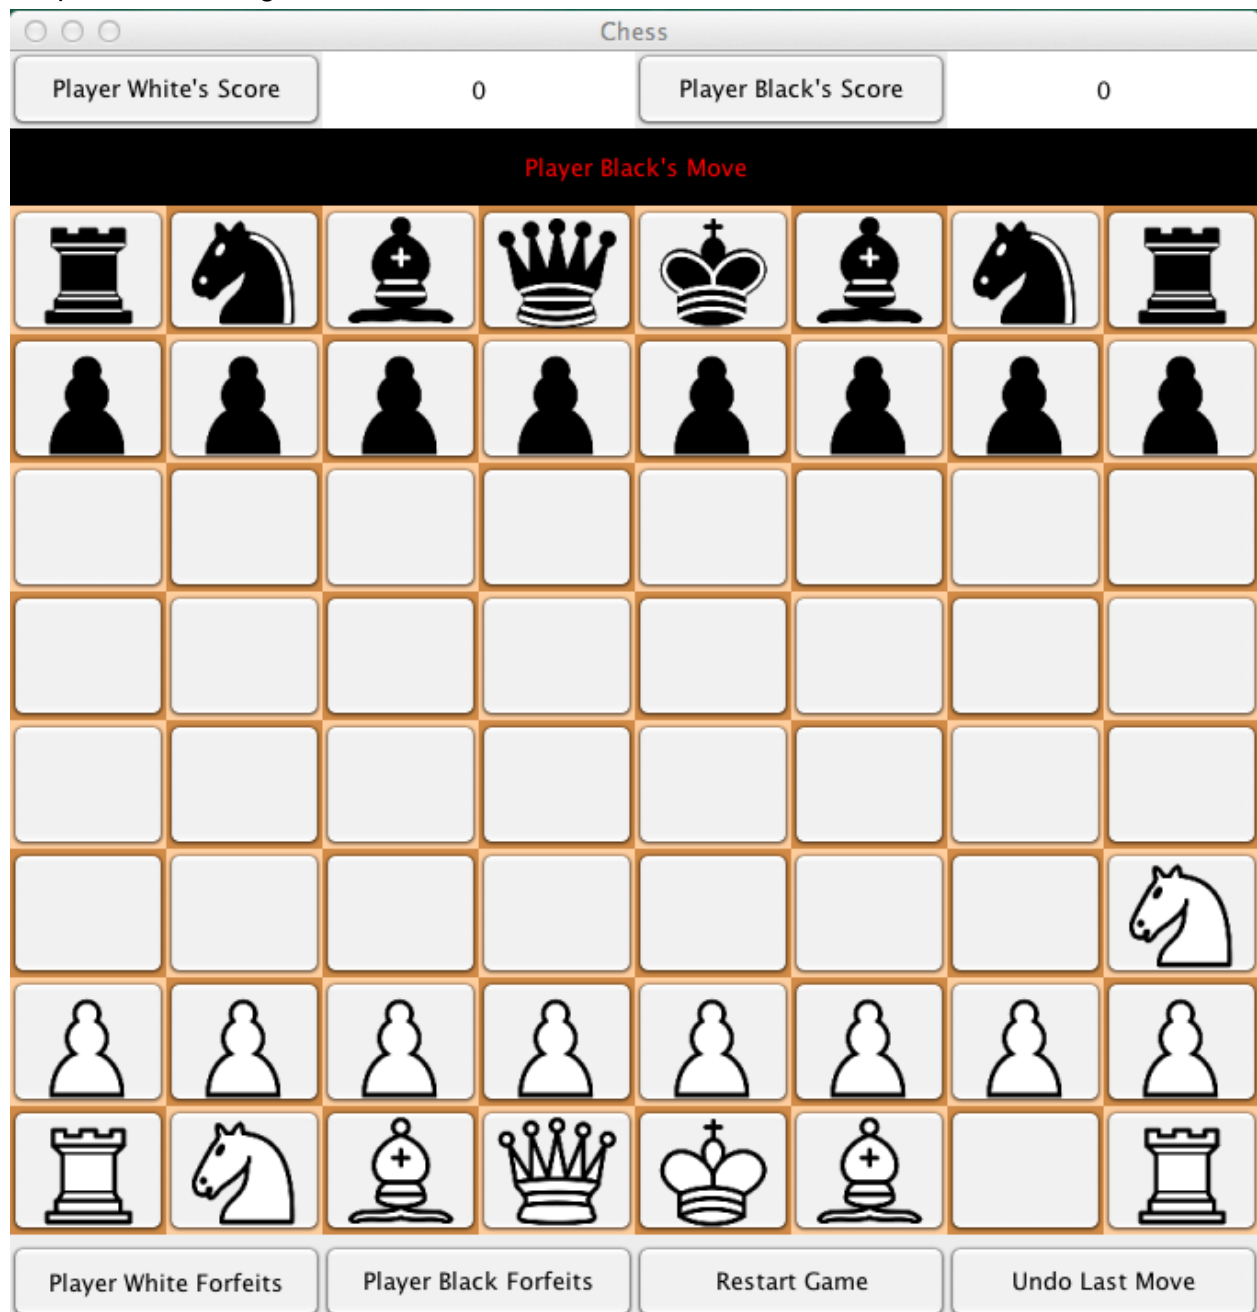 Chess
Player White's Score 0 Player Black's Score 0
Player Black's Move
Player White Forfeits Player Black Forfeits Restart Game Undo Last Move